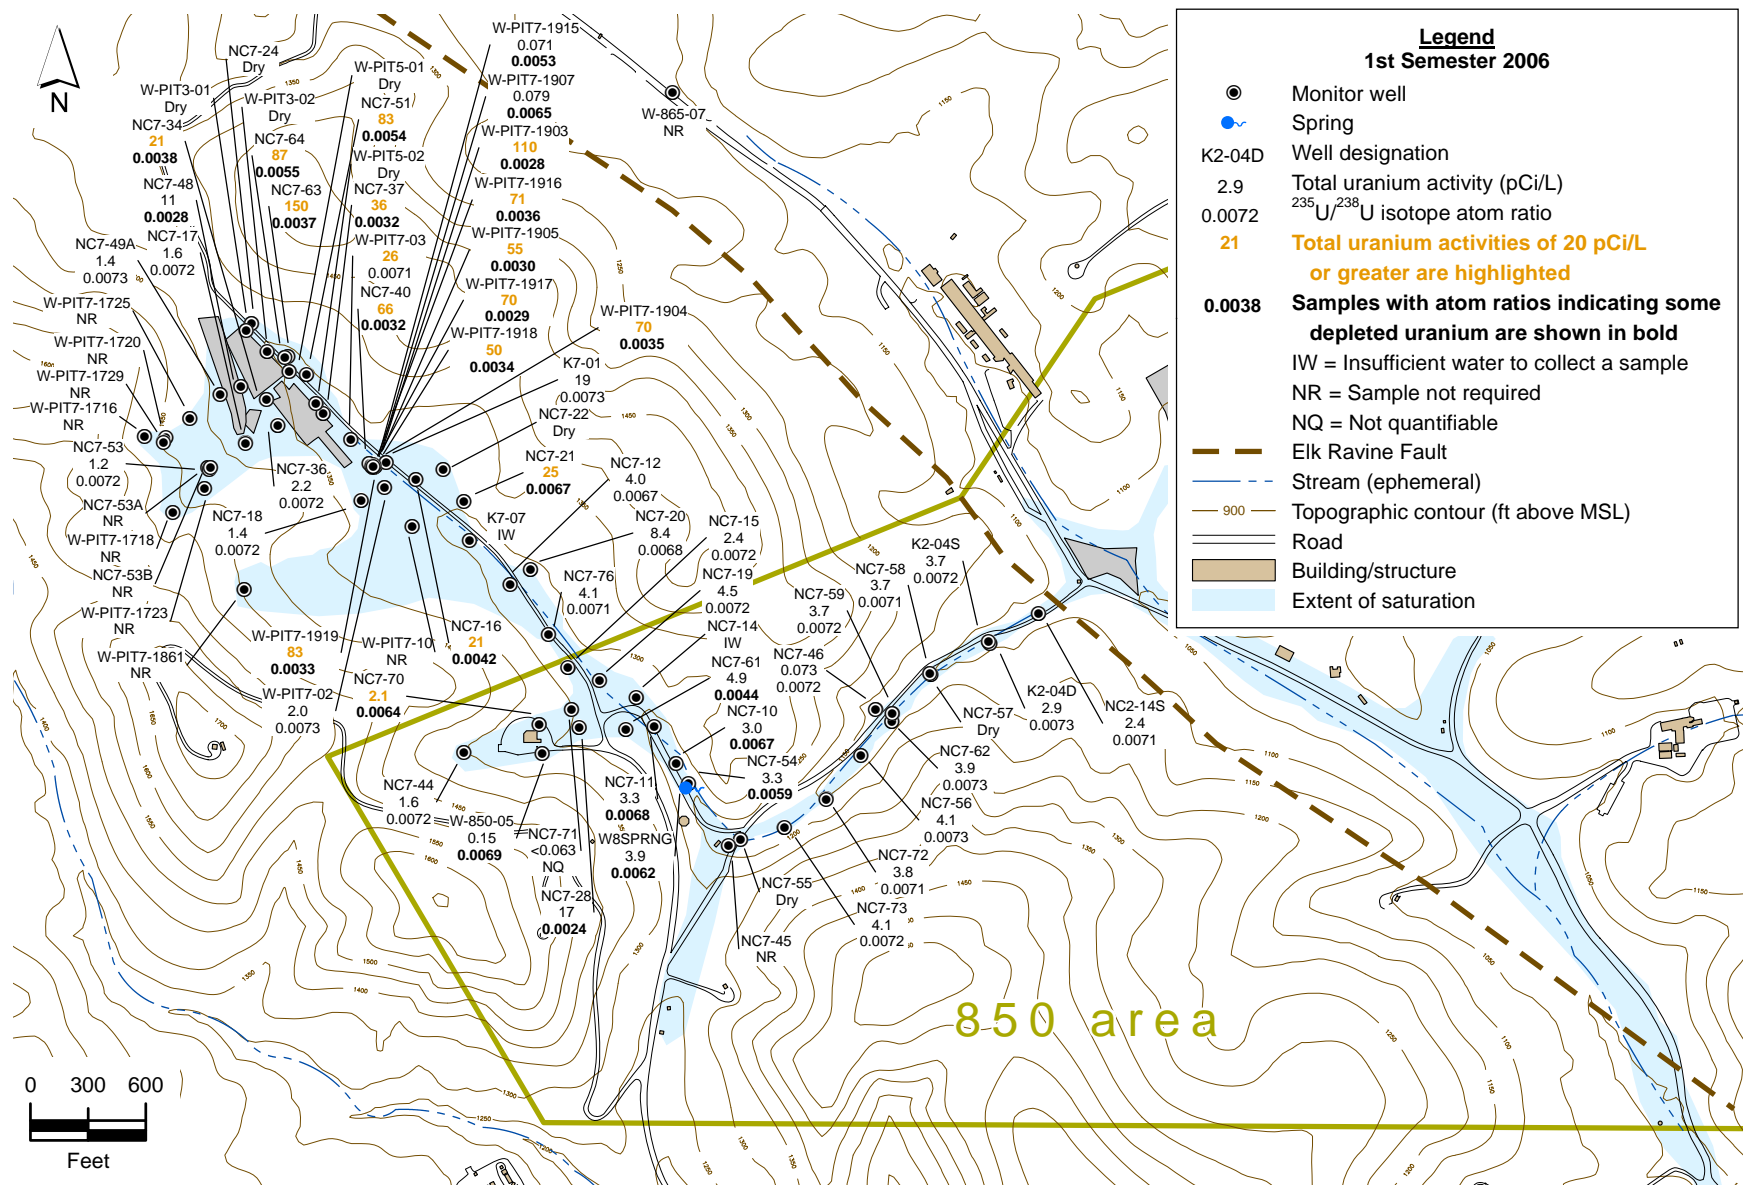 Legend
1st Semester 2006
Monitor well
Spring
K2-04D Well designation
2.9 Total uranium activity (pCi/L)
0.0072 235U/238U isotope atom ratio
21 Total uranium activities of 20 pCi/L
or greater are highlighted
0.0038 Samples with atom ratios indicating some
depleted uranium are shown in bold
IW = Insufficient water to collect a sample
NR = Sample not required
NQ = Not quantifiable
Elk Ravine Fault
Stream (ephemeral)
900 Topographic contour (ft above MSL)
Road
Building/structure
Extent of saturation
N
NC7-24
Dry
W-PIT3-01
Dry
NC7-34
21
0.0038
NC7-48
11
0.0028
NC7-17
1.6
0.0072
NC7-49A
1.4
0.0073
W-PIT7-1725
NR
W-PIT7-1720
NR
W-PIT7-1729
NR
W-PIT7-1716
NR
NC7-53
1.2
0.0072
NC7-53A
NR
W-PIT7-1718
NR
NC7-53B
NR
W-PIT7-1723
NR
W-PIT7-1861
NR
W-PIT3-02
Dry
NC7-64
87
0.0055
NC7-63
150
0.0037
W-PIT5-01
Dry
NC7-51
83
0.0054
W-PIT5-02
Dry
NC7-37
36
0.0032
W-PIT7-03
26
0.0071
NC7-40
66
0.0032
W-PIT7-1915
0.071
0.0053
W-PIT7-1907
0.079
0.0065
W-PIT7-1903
110
0.0028
W-PIT7-1916
71
0.0036
W-PIT7-1905
55
0.0030
W-PIT7-1917
70
0.0029
W-PIT7-1918
50
0.0034
W-PIT7-1904
70
0.0035
K7-01
19
0.0073
NC7-22
Dry
NC7-21
25
0.0067
W-865-07
NR
NC7-36
2.2
0.0072
NC7-18
1.4
0.0072
K7-07
IW
NC7-12
4.0
0.0067
NC7-20
8.4
0.0068
NC7-15
2.4
0.0072
NC7-76
4.1
0.0071
NC7-19
4.5
0.0072
NC7-14
IW
NC7-61
4.9
0.0044
NC7-10
3.0
0.0067
NC7-54
3.3
0.0059
W-PIT7-1919
83
0.0033
W-PIT7-02
2.0
0.0073
W-PIT7-10
NR
NC7-16
21
0.0042
NC7-70
2.1
0.0064
NC7-44
1.6
0.0072
W-850-05
0.15
0.0069
NC7-71
<0.063
NQ
NC7-28
17
0.0024
NC7-11
3.3
0.0068
W8SPRNG
3.9
0.0062
NC7-45
NR
NC7-55
Dry
NC7-73
4.1
0.0072
NC7-72
3.8
0.0071
NC7-56
4.1
0.0073
NC7-62
3.9
0.0073
NC7-57
Dry
NC7-46
0.073
0.0072
NC7-59
3.7
0.0072
NC7-58
3.7
0.0071
K2-04S
3.7
0.0072
K2-04D
2.9
0.0073
NC2-14S
2.4
0.0071
850 area
0 300 600
Feet